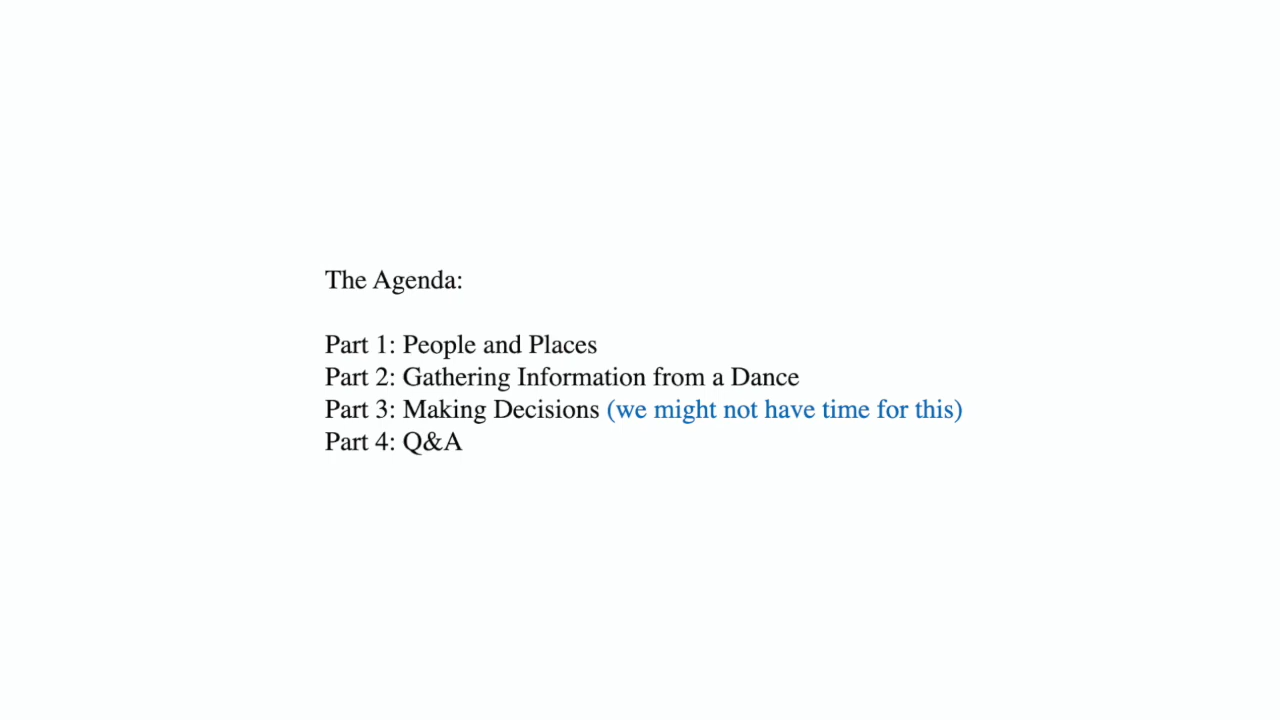 The Agenda:
Part 1: People and Places
Part 2: Gathering Information from a Dance
Part 3: Making Decisions (we might not have time for this)
Part 4: Q&A